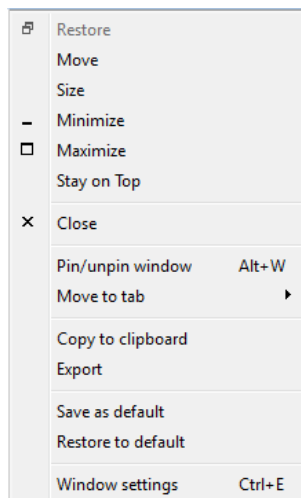 Restore
Move
Size
Minimize
Maximize
Stay on Top
Close
Pin/unpin window Alt+W
Move to tab
Copy to clipboard
Export
Save as default
Restore to default
Window settings Ctrl+E